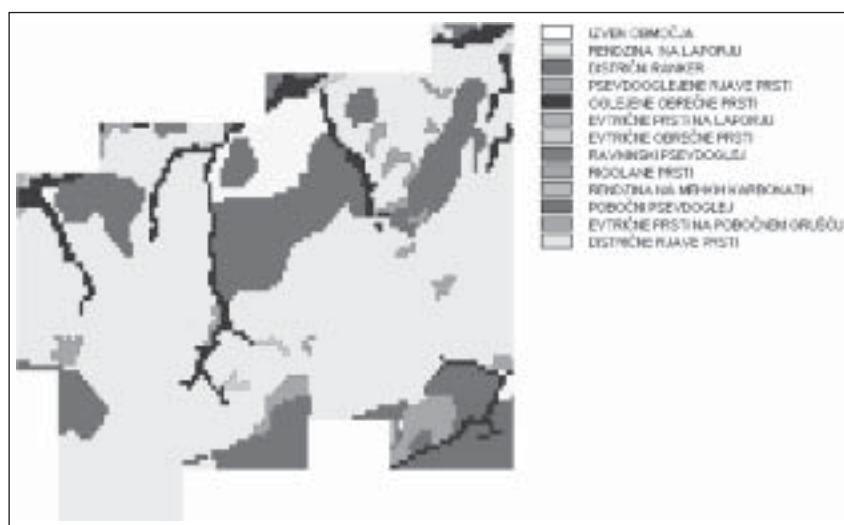 IZVEN OBMOČJA
RENDZINA NA LAPORJU
DISTRIČNI RANKER
PSEVDOOGLEJENE RJAVE PRSTI
OGLEJENE OBREČNE PRSTI
EVTRIČNE PRSTI NA LAPORJU
EVTRIČNE OBREČNE PRSTI
RAVNINSKI PSEVDOGLEJ
RIGOLANE PRSTI
RENDZINA NA MEHKIH KARBONATIH
POBOČNI PSEVDOGLEJ
EVTRIČNE PRSTI NA POBOČNEM GRUŠČU
DISTRIČNE RJAVE PRSTI